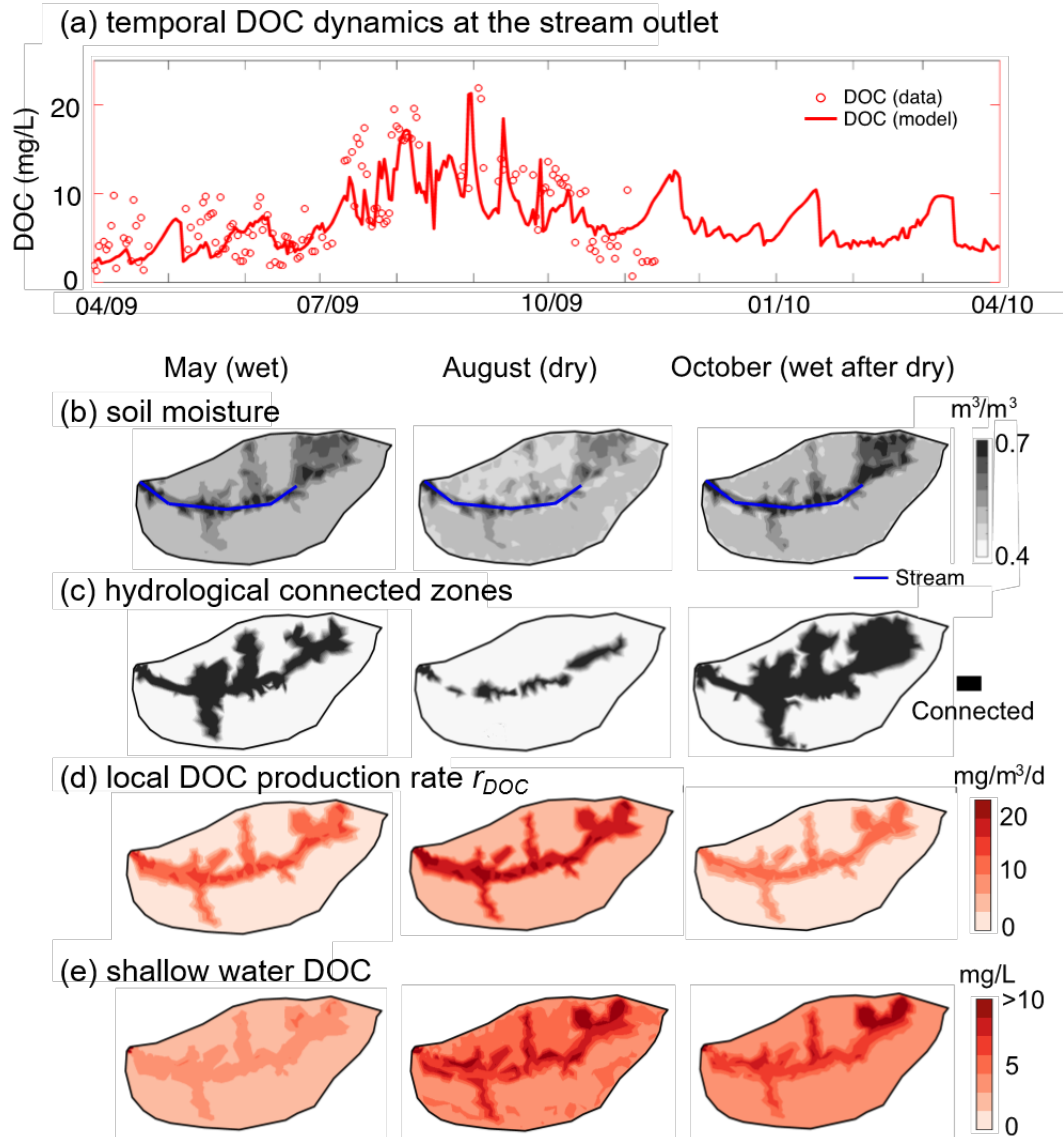 (a) temporal DOC dynamics at the stream outlet
DOC (mg/L)
20
10
0
DOC (data)
DOC (model)
04/09 07/09 10/09 01/10 04/10
May (wet) August (dry) October (wet after dry)
(b) soil moisture
m³/m³
0.7
0.4
Stream
(c) hydrological connected zones
Connected
(d) local DOC production rate r_DOC
mg/m³/d
20
10
0
(e) shallow water DOC
mg/L
>10
5
0